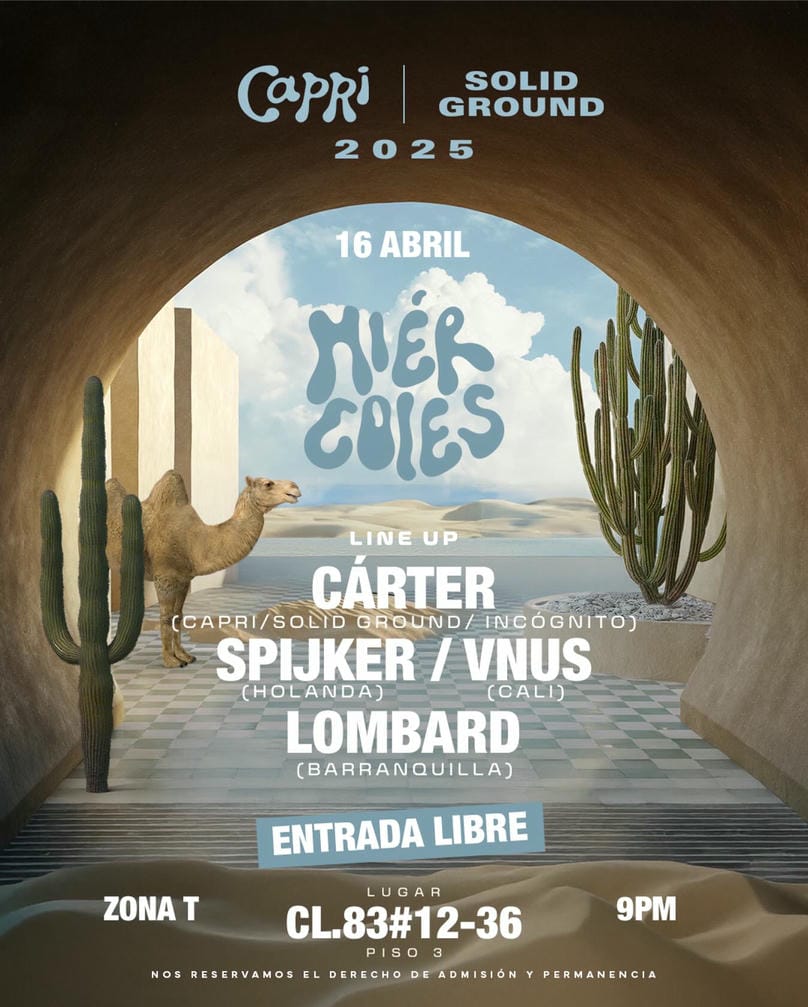 Capri | SOLID GROUND
2025
16 ABRIL
MIÉR
COLES
LINE UP
CÁRTER
(CAPRI/SOLID GROUND/ INCÓGNITO)
SPIJKER / VNUS
(HOLANDA) (CALI)
LOMBARD
(BARRANQUILLA)
ENTRADA LIBRE
LUGAR
ZONA T CL.83#12-36 9PM
PISO 3
NOS RESERVAMOS EL DERECHO DE ADMISIÓN Y PERMANENCIA